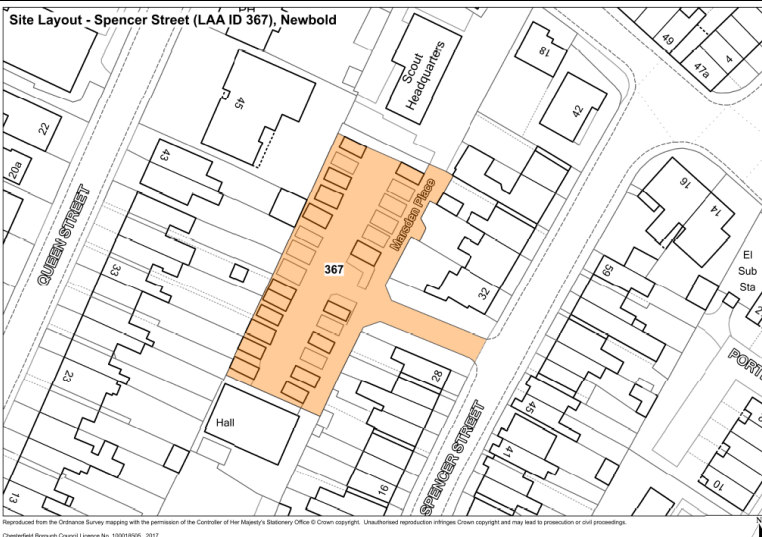 Site Layout - Spencer Street (LAA ID 367), Newbold
PH
Scout
Headquarters
18
42
49
47a
4
45
22
20a
43
QUEEN STREET
33
23
13
Marsden Place
367
32
16
14
El
Sub
Sta
59
28
Hall
19
SPENCER STREET
45
41
10
Reproduced from the Ordnance Survey mapping with the permission of the Controller of Her Majesty's Stationery Office © Crown copyright. Unauthorised reproduction infringes Crown copyright and may lead to prosecution or civil proceedings.
Chesterfield Borough Council Licence No. 100018505, 2017
N